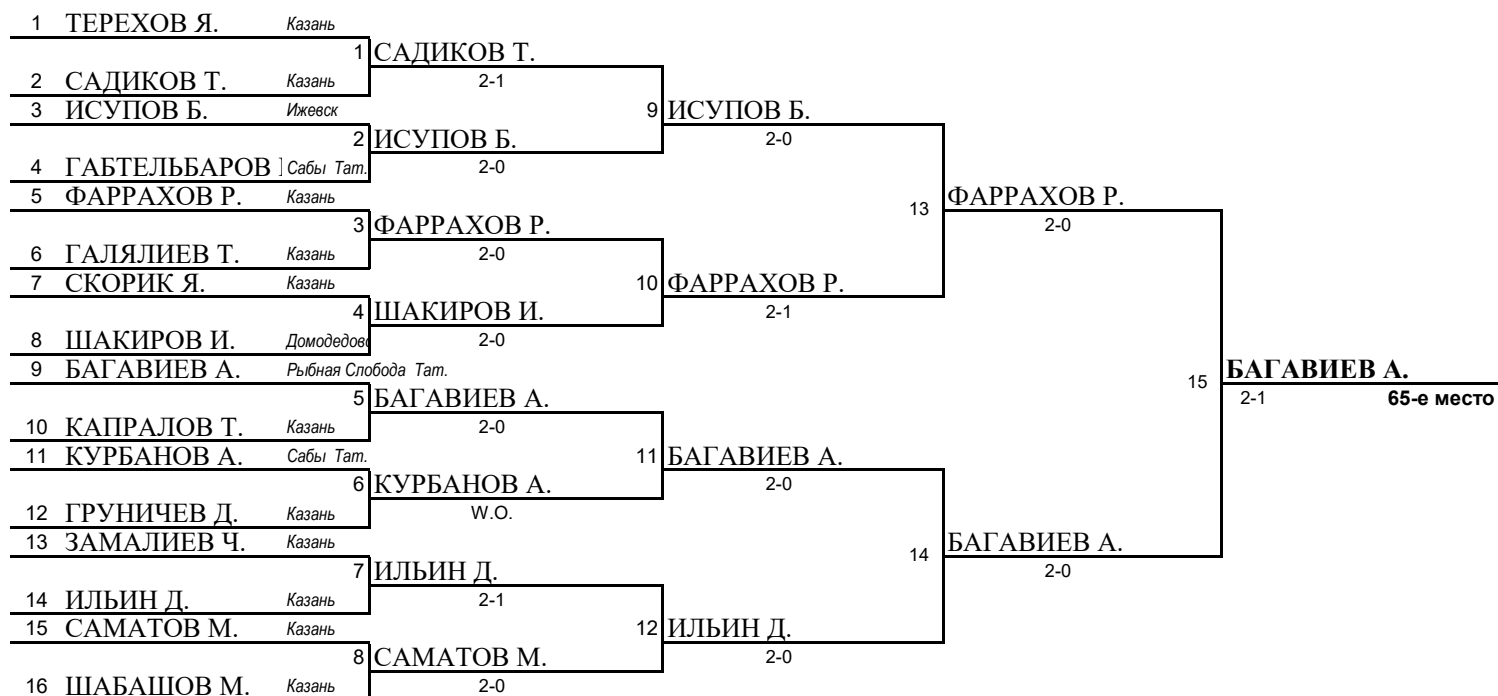 1 ТЕРЕХОВ Я. Казань
1 САДИКОВ Т.
2 САДИКОВ Т. Казань 2-1
3 ИСУПОВ Б. Ижевск 9 ИСУПОВ Б.
2 ИСУПОВ Б. 2-0
4 ГАБТЕЛЬБАРОВ Сабы Тат. 2-0
5 ФАРРАХОВ Р. Казань 13 ФАРРАХОВ Р.
3 ФАРРАХОВ Р. 2-0
6 ГАЛЯЛИЕВ Т. Казань 2-0
7 СКОРИК Я. Казань 10 ФАРРАХОВ Р.
4 ШАКИРОВ И. 2-1
8 ШАКИРОВ И. Домодедово 2-0
9 БАГАВИЕВ А. Рыбная Слобода Тат. 15 БАГАВИЕВ А.
5 БАГАВИЕВ А. 2-1 65-е место
10 КАПРАЛОВ Т. Казань 2-0
11 КУРБАНОВ А. Сабы Тат. 11 БАГАВИЕВ А.
6 КУРБАНОВ А. 2-0
12 ГРУНИЧЕВ Д. Казань W.O.
13 ЗАМАЛИЕВ Ч. Казань 14 БАГАВИЕВ А.
7 ИЛЬИН Д. 2-0
14 ИЛЬИН Д. Казань 2-1
15 САМАТОВ М. Казань 12 ИЛЬИН Д.
8 САМАТОВ М. 2-0
16 ШАБАШОВ М. Казань 2-0